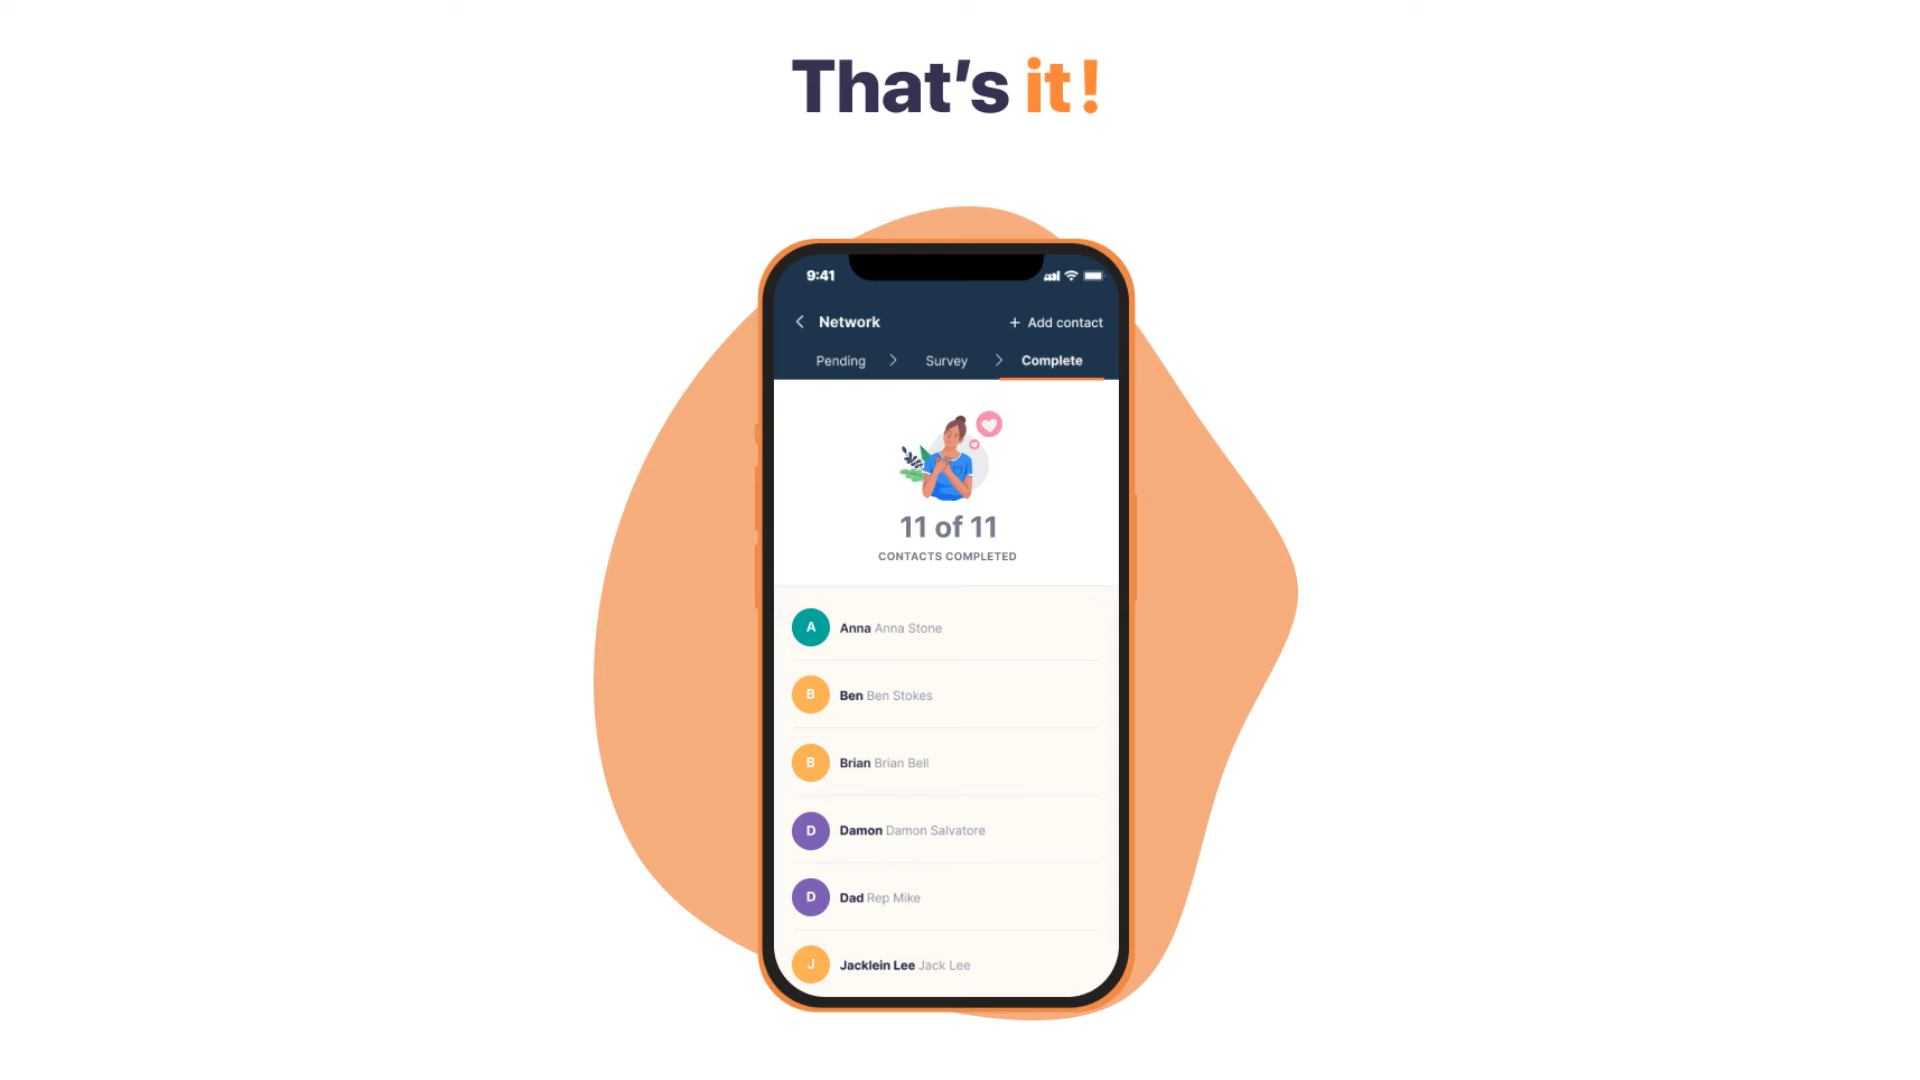 That's it!
9:41
Network + Add contact
Pending > Survey > Complete
11 of 11
CONTACTS COMPLETED
A Anna Anna Stone
B Ben Ben Stokes
B Brian Brian Bell
D Damon Damon Salvatore
D Dad Rep Mike
J Jacklein Lee Jack Lee